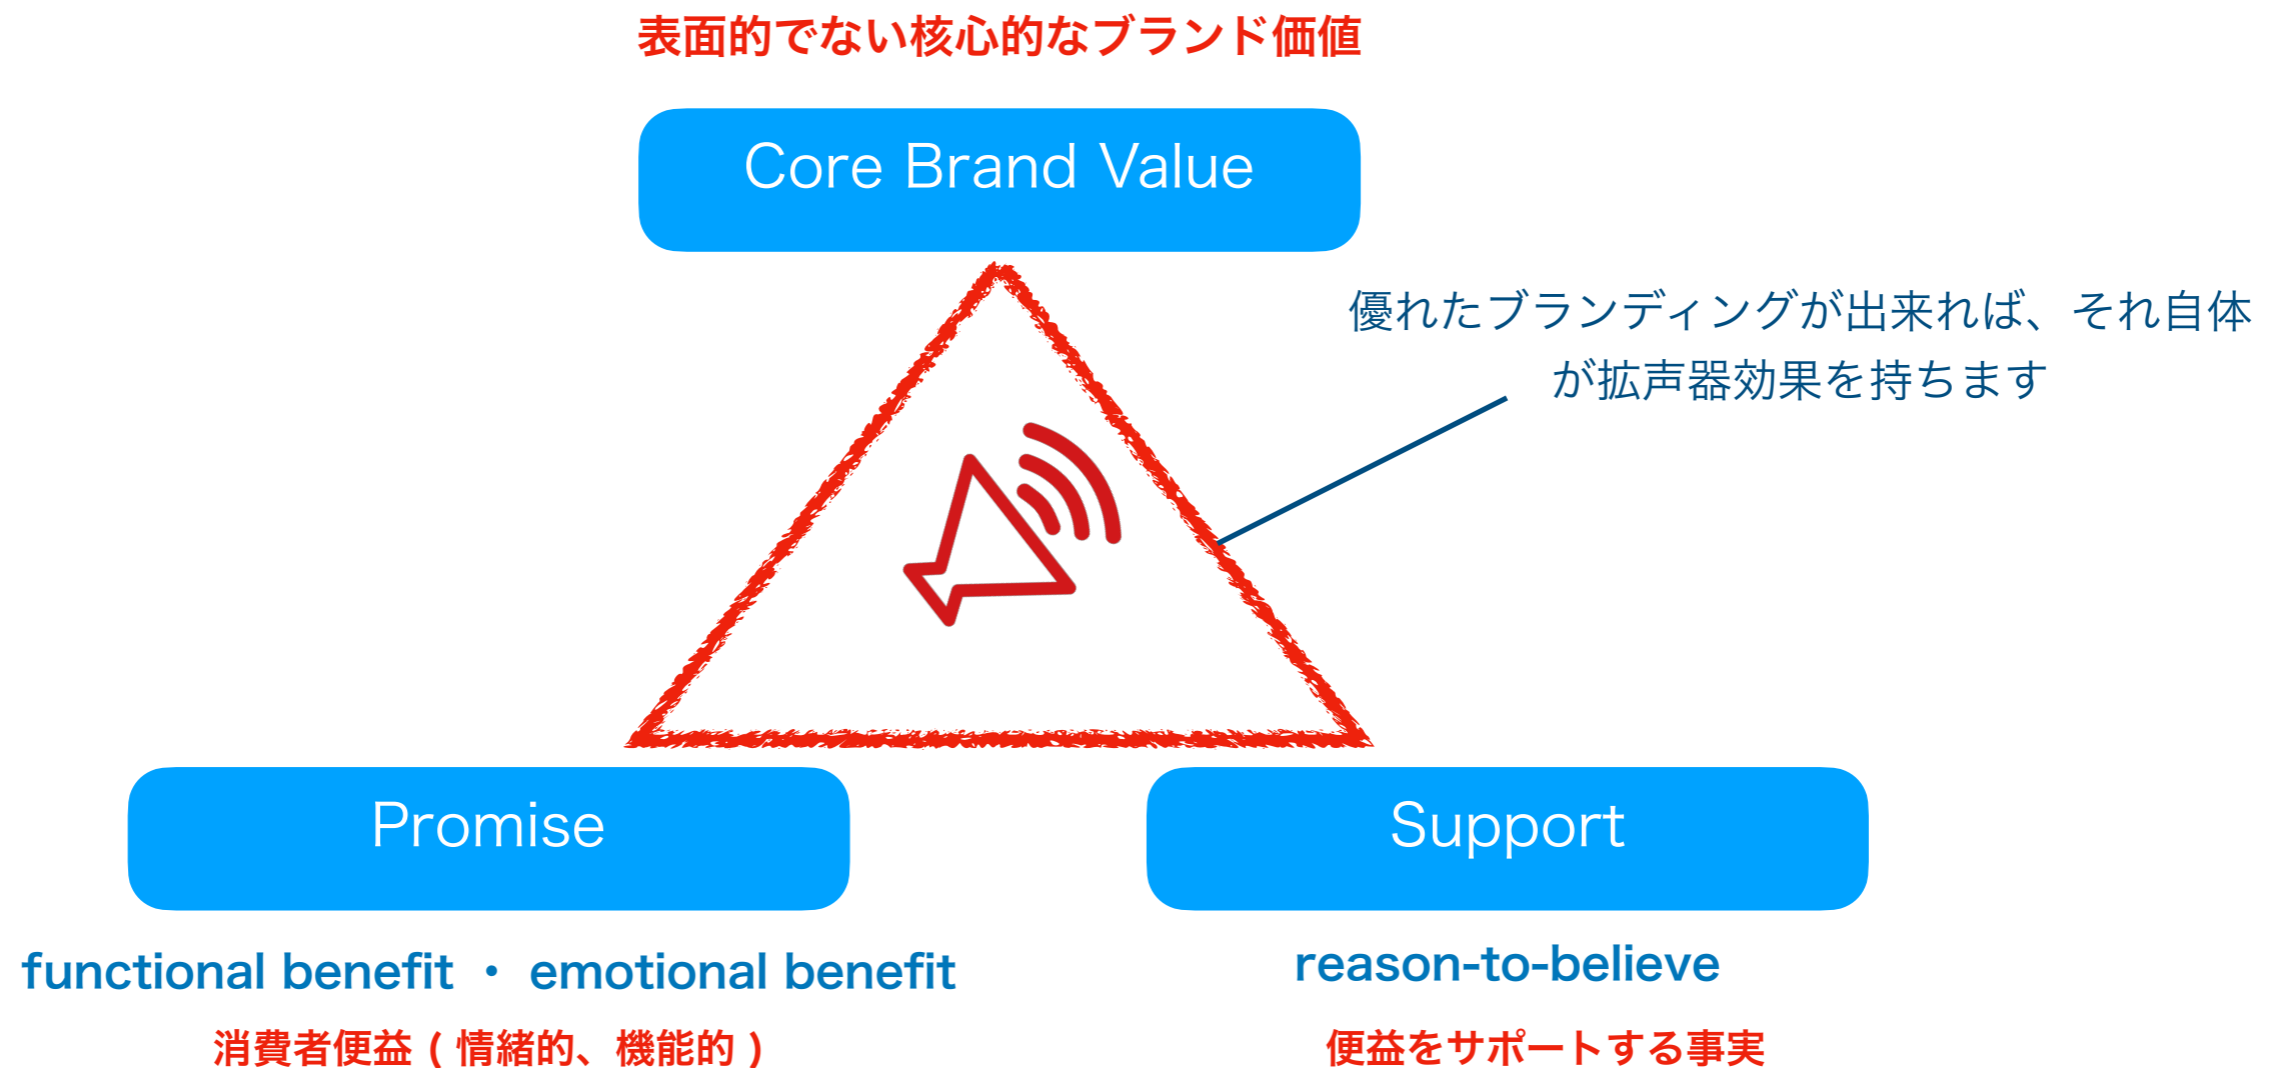 表面的でない核心的なブランド価値
Core Brand Value
優れたブランディングが出来れば、それ自体
が拡声器効果を持ちます
Promise
Support
functional benefit ・ emotional benefit
reason-to-believe
消費者便益 ( 情緒的、機能的 )
便益をサポートする事実